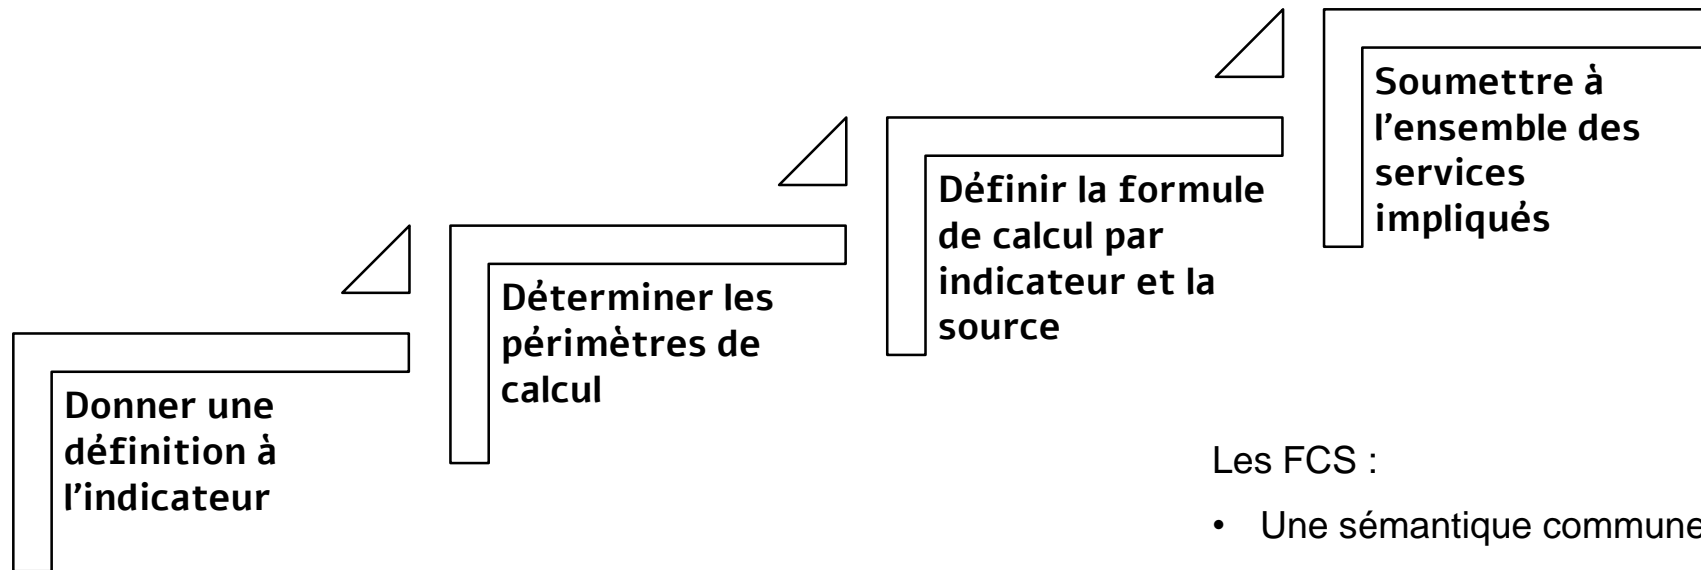 Donner une
définition à
l'indicateur
Déterminer les
périmètres de
calcul
Définir la formule
de calcul par
indicateur et la
source
Soumettre à
l'ensemble des
services
impliqués
Les FCS :
• Une sémantique commune